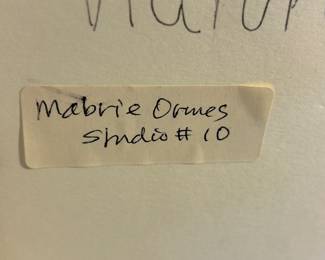 Mabrie Ormes
Studio # 10